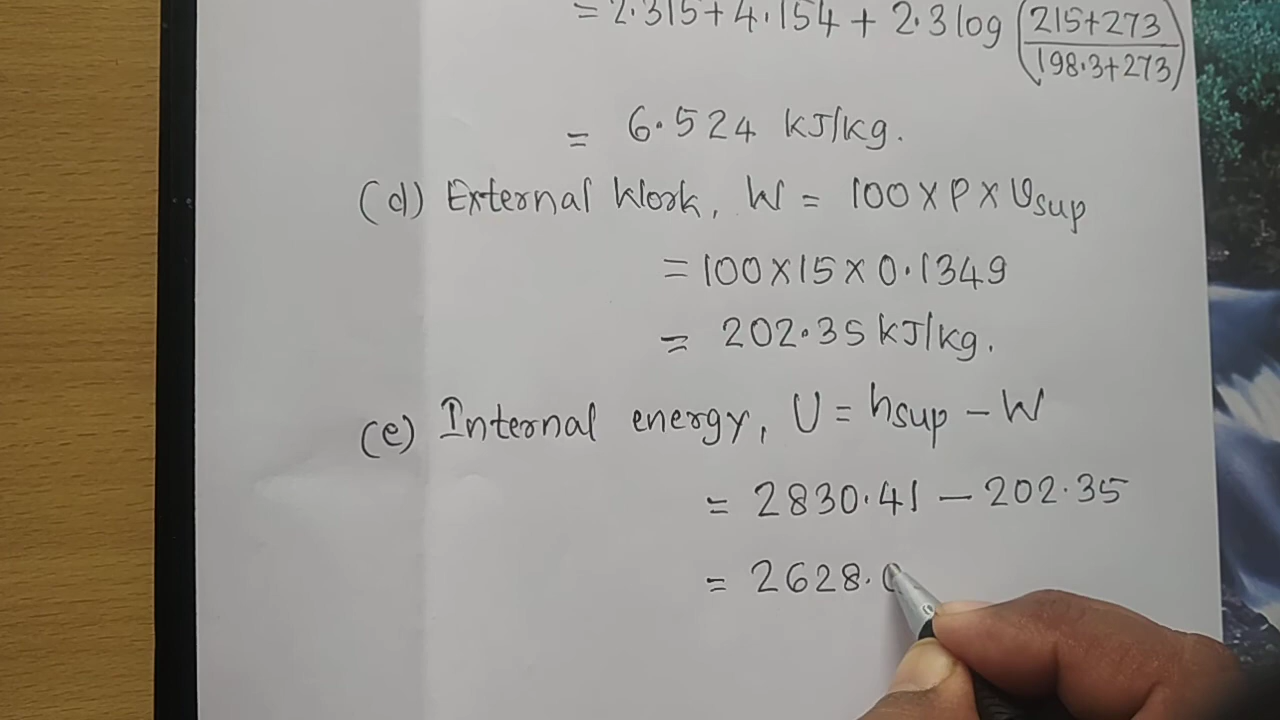 = 2.315+4.154 + 2.3 log (215+273/198.3+273)
= 6.524 kJ/kg.
(d) External Work, W = 100 X P X υsup
= 100 X 15 X 0.1349
= 202.35 kJ/kg.
(e) Internal energy, U = hsup - W
= 2830.41 - 202.35
= 2628.0